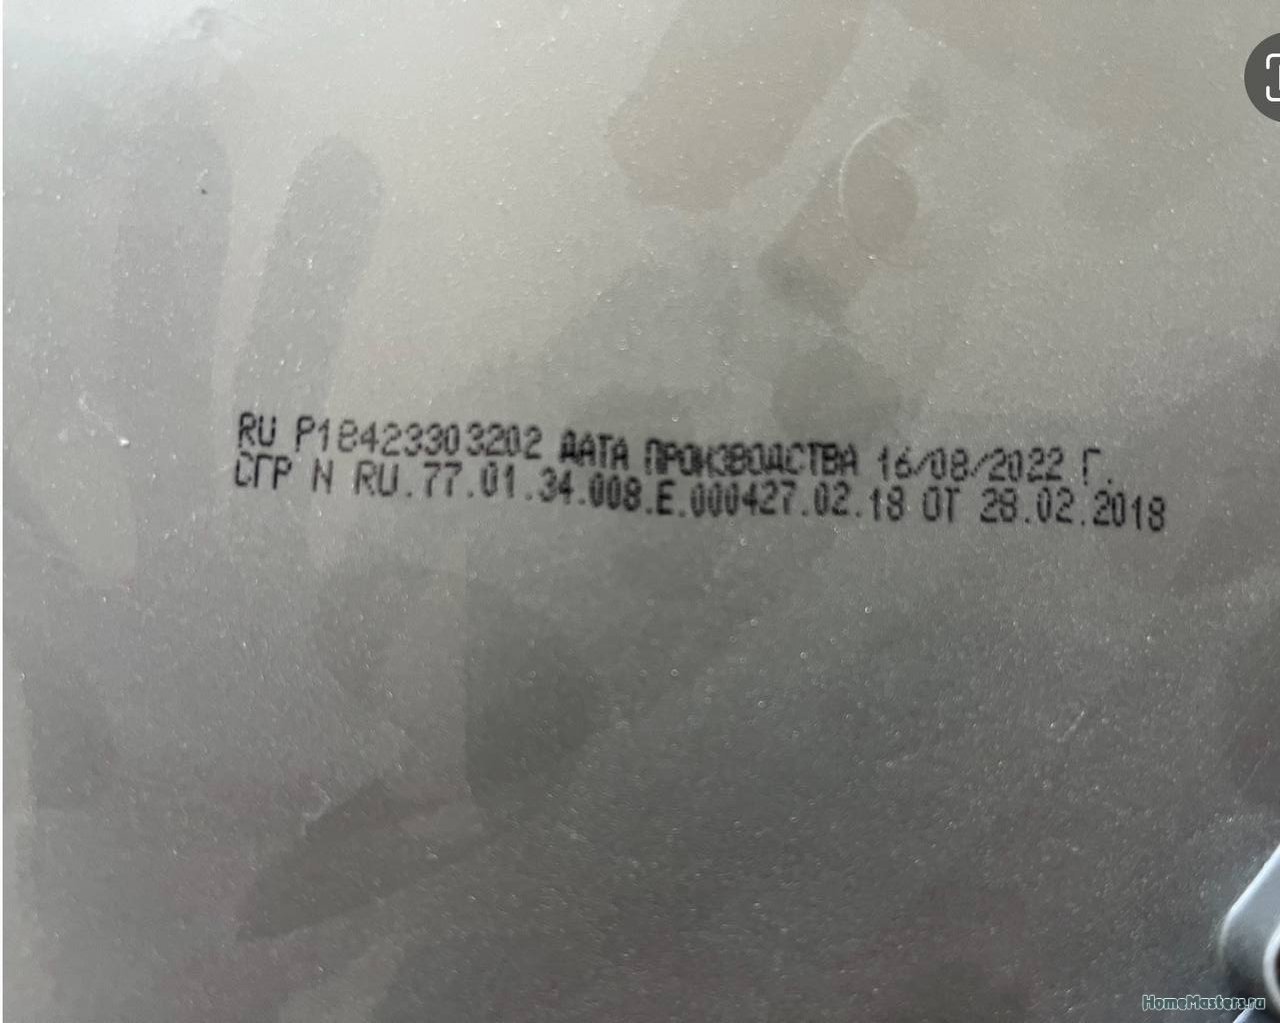 RU P18423303202 ДАТА ПРОИЗВОДСТВА 16/08/2022 Г.
СГР N RU.77.01.34.008.E.000427.02.18 ОТ 28.02.2018
HomeMasters.ru